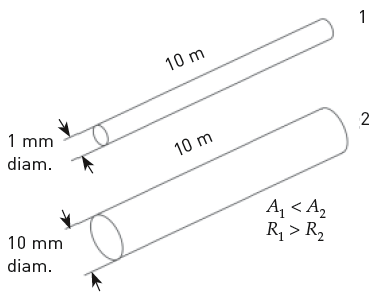 1
10 m
1 mm
diam.
2
10 m
10 mm
diam.
A₁ < A₂
R₁ > R₂